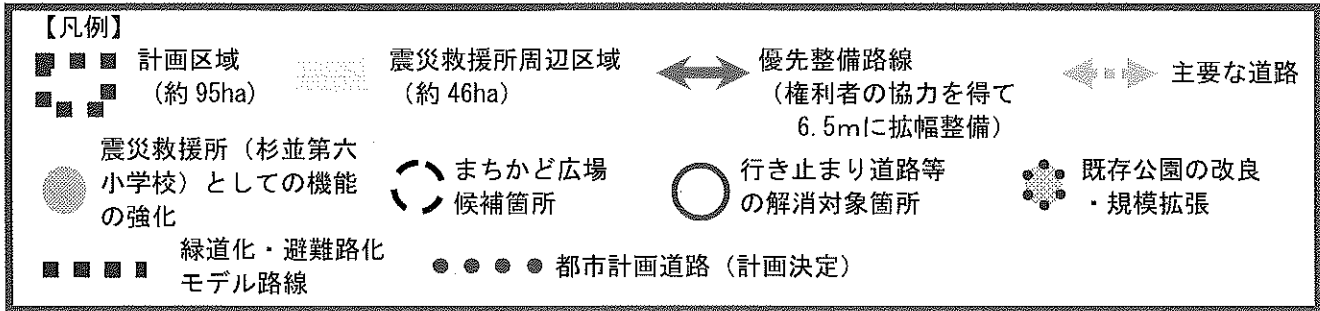 【凡例】
計画区域
（約95ha）
震災救援所周辺区域
（約46ha）
優先整備路線
（権利者の協力を得て
6.5mに拡幅整備）
主要な道路
震災救援所（杉並第六
小学校）としての機能
の強化
まちかど広場
候補箇所
行き止まり道路等
の解消対象箇所
既存公園の改良
・規模拡張
緑道化・避難路化
モデル路線
都市計画道路（計画決定）